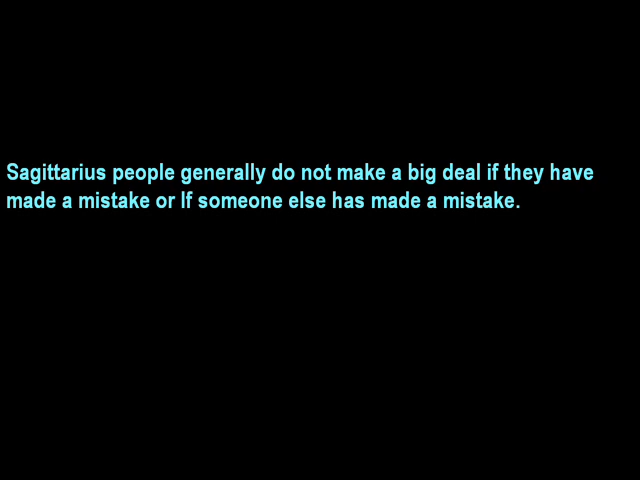 Sagittarius people generally do not make a big deal if they have
made a mistake or If someone else has made a mistake.